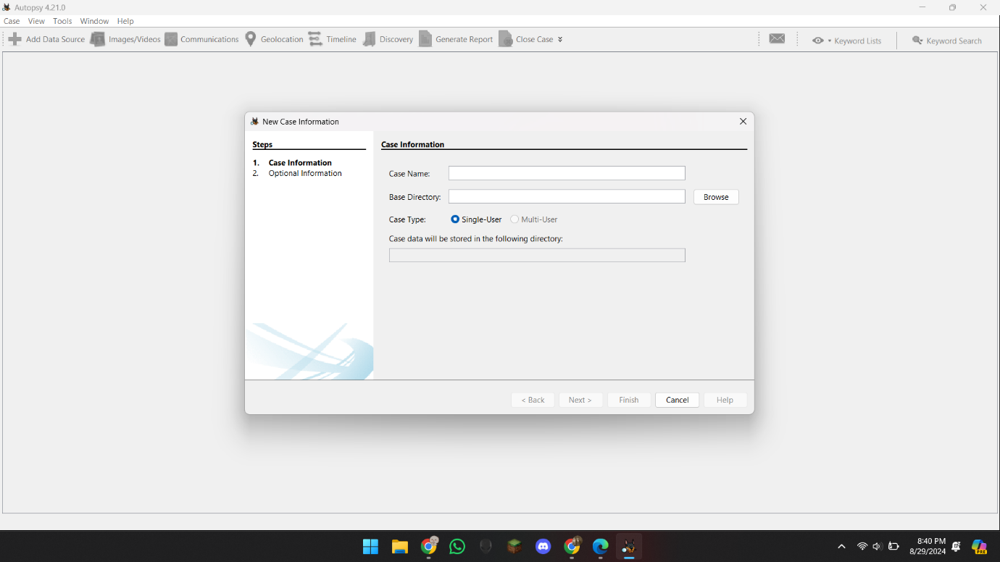 Autopsy 4.21.0
Case View Tools Window Help
Add Data Source Images/Videos Communications Geolocation Timeline Discovery Generate Report Close Case Keyword Lists Keyword Search
New Case Information
Steps
1. Case Information
2. Optional Information
Case Information
Case Name:
Base Directory: Browse
Case Type: Single-User Multi-User
Case data will be stored in the following directory:
< Back Next > Finish Cancel Help
8:40 PM
8/29/2024
PRE